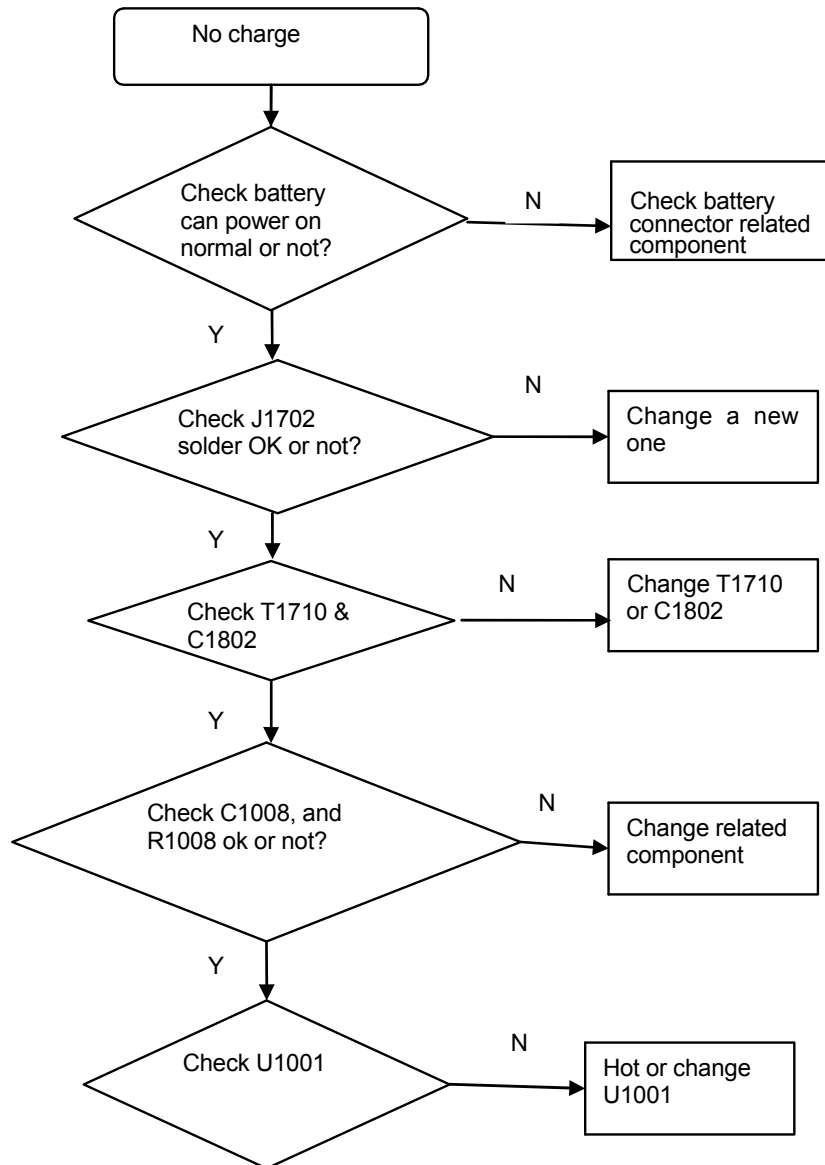 No charge
Check battery
can power on
normal or not?
N
Check battery
connector related
component
Y
Check J1702
solder OK or not?
N
Change a new
one
Y
Check T1710 &
C1802
N
Change T1710
or C1802
Y
Check C1008, and
R1008 ok or not?
N
Change related
component
Y
Check U1001
N
Hot or change
U1001